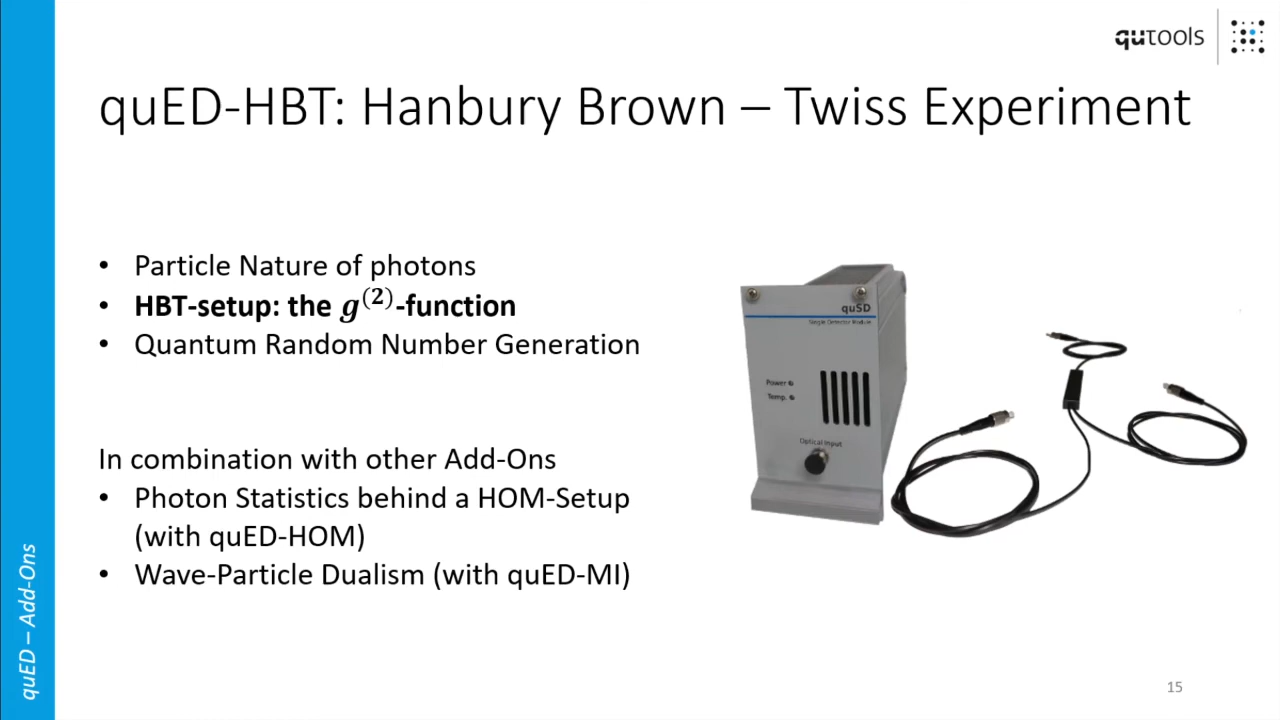 qutools
quED-HBT: Hanbury Brown – Twiss Experiment
• Particle Nature of photons
• HBT-setup: the g(2)-function
• Quantum Random Number Generation
In combination with other Add-Ons
• Photon Statistics behind a HOM-Setup
(with quED-HOM)
• Wave-Particle Dualism (with quED-MI)
quSD
Single Detector Module
Power
Temp.
Optical Input
quED – Add-Ons
15